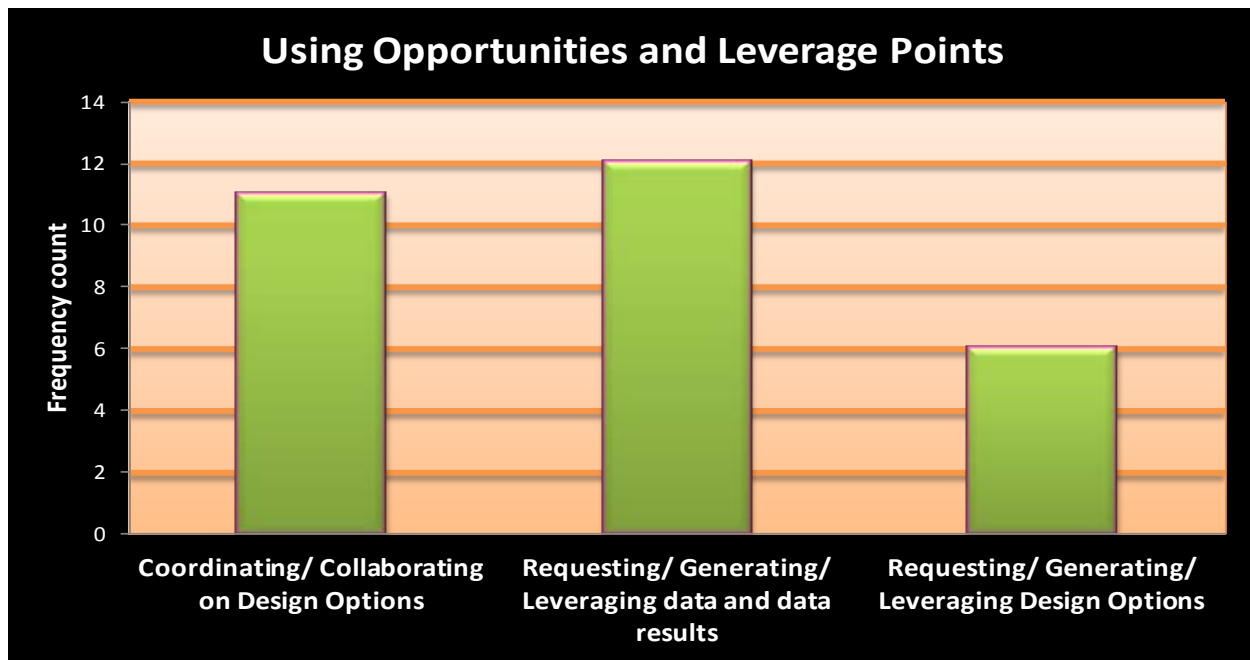 Using Opportunities and Leverage Points
14
12
10
8
6
4
2
0
Frequency count
Coordinating/ Collaborating
on Design Options
Requesting/ Generating/
Leveraging data and data
results
Requesting/ Generating/
Leveraging Design Options